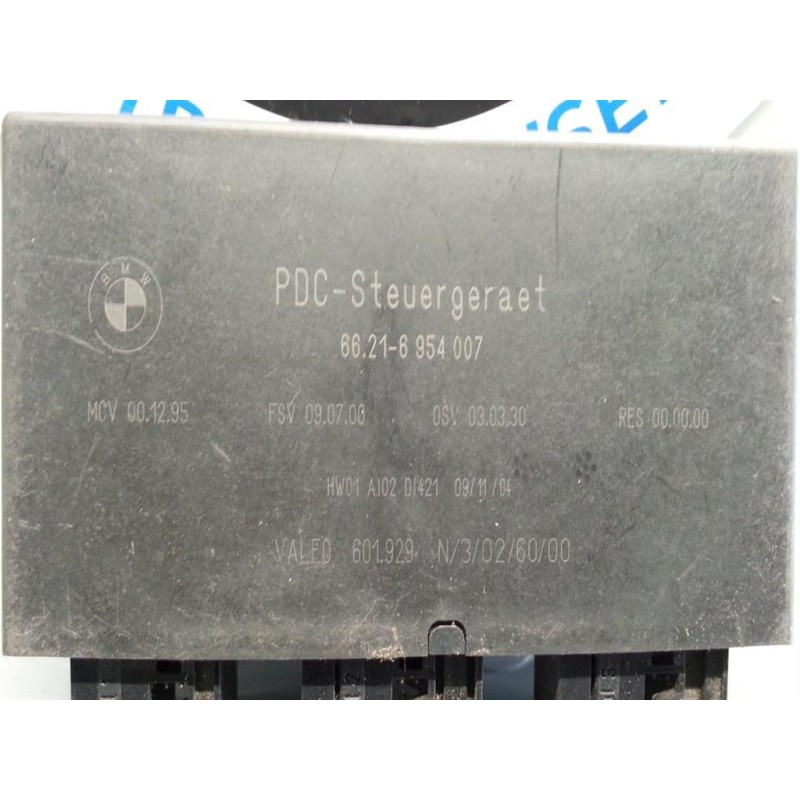 BMW
PDC-Steuergeraet
66.21-6 954 007
MCV 00.12.95 FSV 09.07.00 OSV 03.03.30 RES 00.00.00
HW01 AI02 DI421 09/11/04
VALEO 601.929 N/3/02/60/00